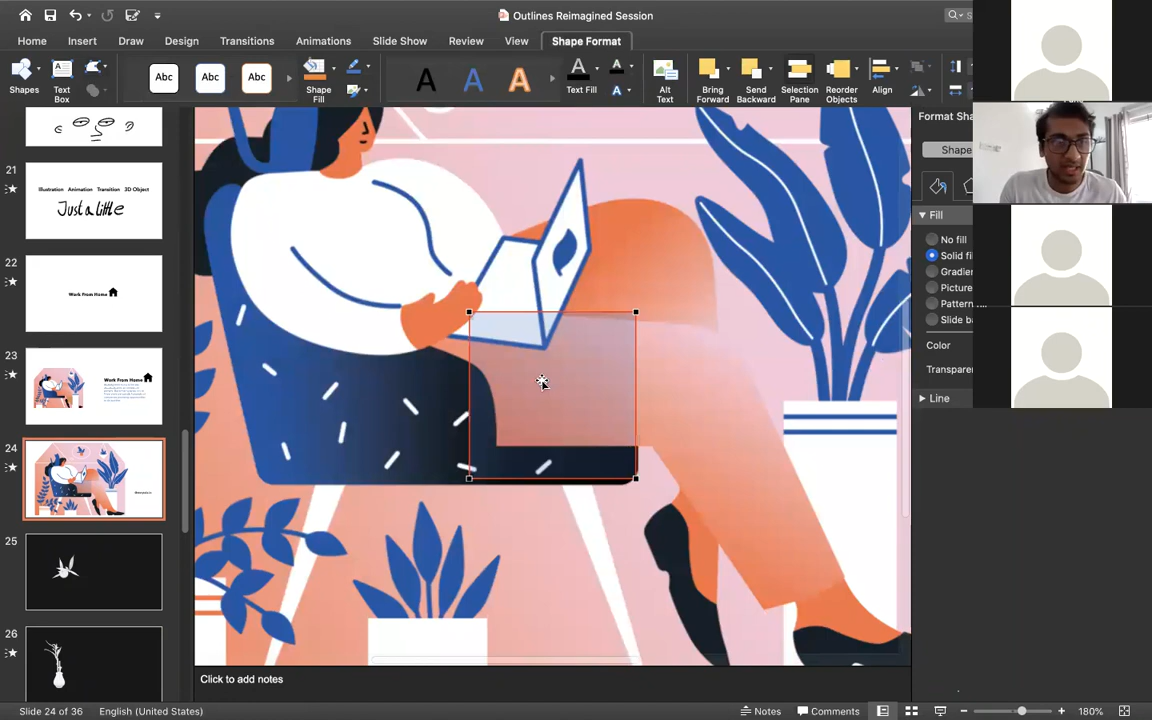 Outlines Reimagined Session
Home Insert Draw Design Transitions Animations Slide Show Review View Shape Format
Abc Abc Abc A A A A A A
Shapes Text Box Shape Fill Text Fill Alt Text Bring Forward Send Backward Selection Pane Reorder Objects Align
Format Sha
Shape
Fill
No fill
Solid fi
Gradien
Picture
Pattern
Slide ba
Color
Transpare
Line
21
Illustration Animation Transition 3D Object
Just a little
22
Work From Home
23
Work From Home
24
25
26
Click to add notes
Slide 24 of 36 English (United States) Notes Comments 180%